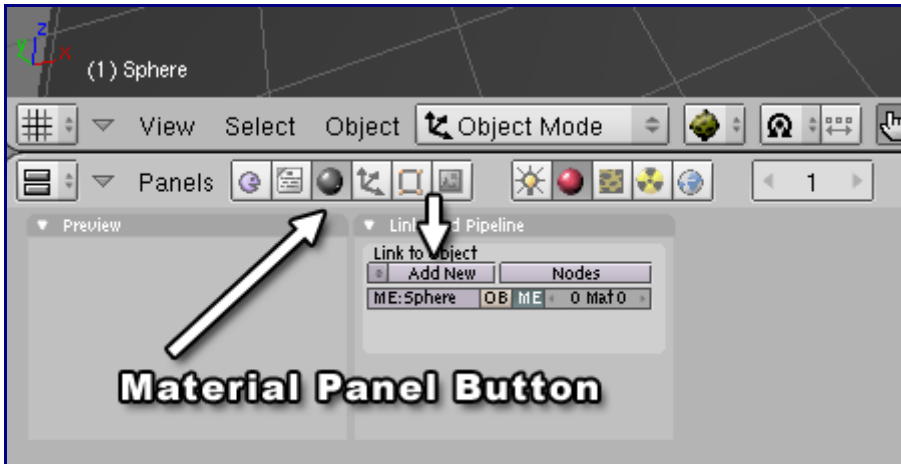 z
y x
(1) Sphere
View Select Object Object Mode
Panels 1
Preview
Link and Pipeline
Link to Object
Add New Nodes
ME:Sphere OB ME 0 Mat 0
Material Panel Button